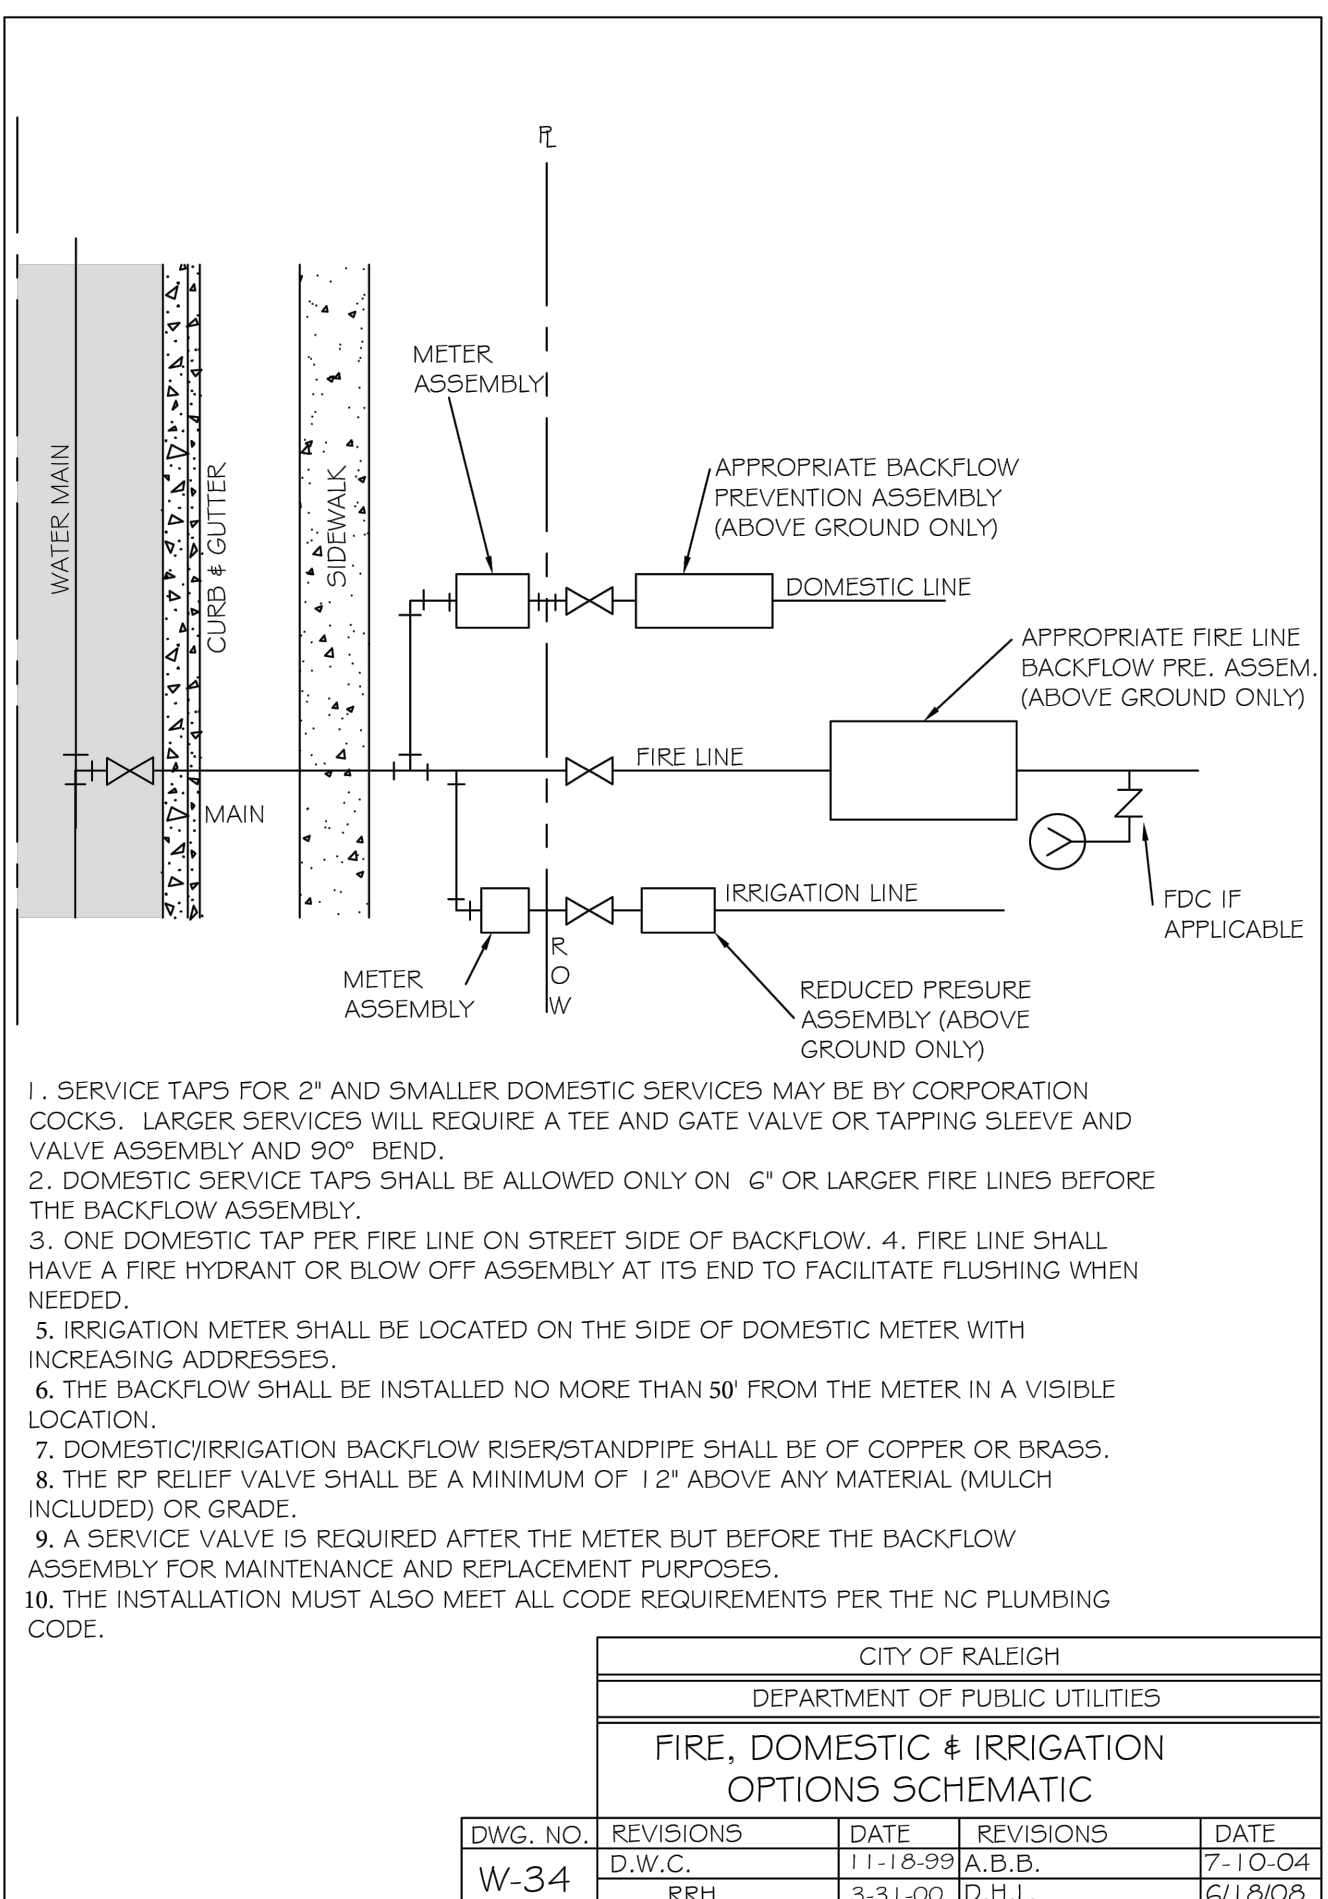 PL
METER
ASSEMBLY
WATER MAIN
CURB & GUTTER
SIDEWALK
APPROPRIATE BACKFLOW
PREVENTION ASSEMBLY
(ABOVE GROUND ONLY)
DOMESTIC LINE
APPROPRIATE FIRE LINE
BACKFLOW PRE. ASSEM.
(ABOVE GROUND ONLY)
FIRE LINE
MAIN
IRRIGATION LINE
FDC IF
APPLICABLE
R
O
W
METER
ASSEMBLY
REDUCED PRESURE
ASSEMBLY (ABOVE
GROUND ONLY)
1. SERVICE TAPS FOR 2" AND SMALLER DOMESTIC SERVICES MAY BE BY CORPORATION
COCKS. LARGER SERVICES WILL REQUIRE A TEE AND GATE VALVE OR TAPPING SLEEVE AND
VALVE ASSEMBLY AND 90° BEND.
2. DOMESTIC SERVICE TAPS SHALL BE ALLOWED ONLY ON 6" OR LARGER FIRE LINES BEFORE
THE BACKFLOW ASSEMBLY.
3. ONE DOMESTIC TAP PER FIRE LINE ON STREET SIDE OF BACKFLOW. 4. FIRE LINE SHALL
HAVE A FIRE HYDRANT OR BLOW OFF ASSEMBLY AT ITS END TO FACILITATE FLUSHING WHEN
NEEDED.
5. IRRIGATION METER SHALL BE LOCATED ON THE SIDE OF DOMESTIC METER WITH
INCREASING ADDRESSES.
6. THE BACKFLOW SHALL BE INSTALLED NO MORE THAN 50' FROM THE METER IN A VISIBLE
LOCATION.
7. DOMESTIC'/IRRIGATION BACKFLOW RISER/STANDPIPE SHALL BE OF COPPER OR BRASS.
8. THE RP RELIEF VALVE SHALL BE A MINIMUM OF 12" ABOVE ANY MATERIAL (MULCH
INCLUDED) OR GRADE.
9. A SERVICE VALVE IS REQUIRED AFTER THE METER BUT BEFORE THE BACKFLOW
ASSEMBLY FOR MAINTENANCE AND REPLACEMENT PURPOSES.
10. THE INSTALLATION MUST ALSO MEET ALL CODE REQUIREMENTS PER THE NC PLUMBING
CODE.
CITY OF RALEIGH
DEPARTMENT OF PUBLIC UTILITIES
FIRE, DOMESTIC & IRRIGATION
OPTIONS SCHEMATIC
DWG. NO. REVISIONS DATE REVISIONS DATE
W-34 D.W.C. 11-18-99 A.B.B. 7-10-04
RRH 3-31-00 D.H.L. 6/18/08